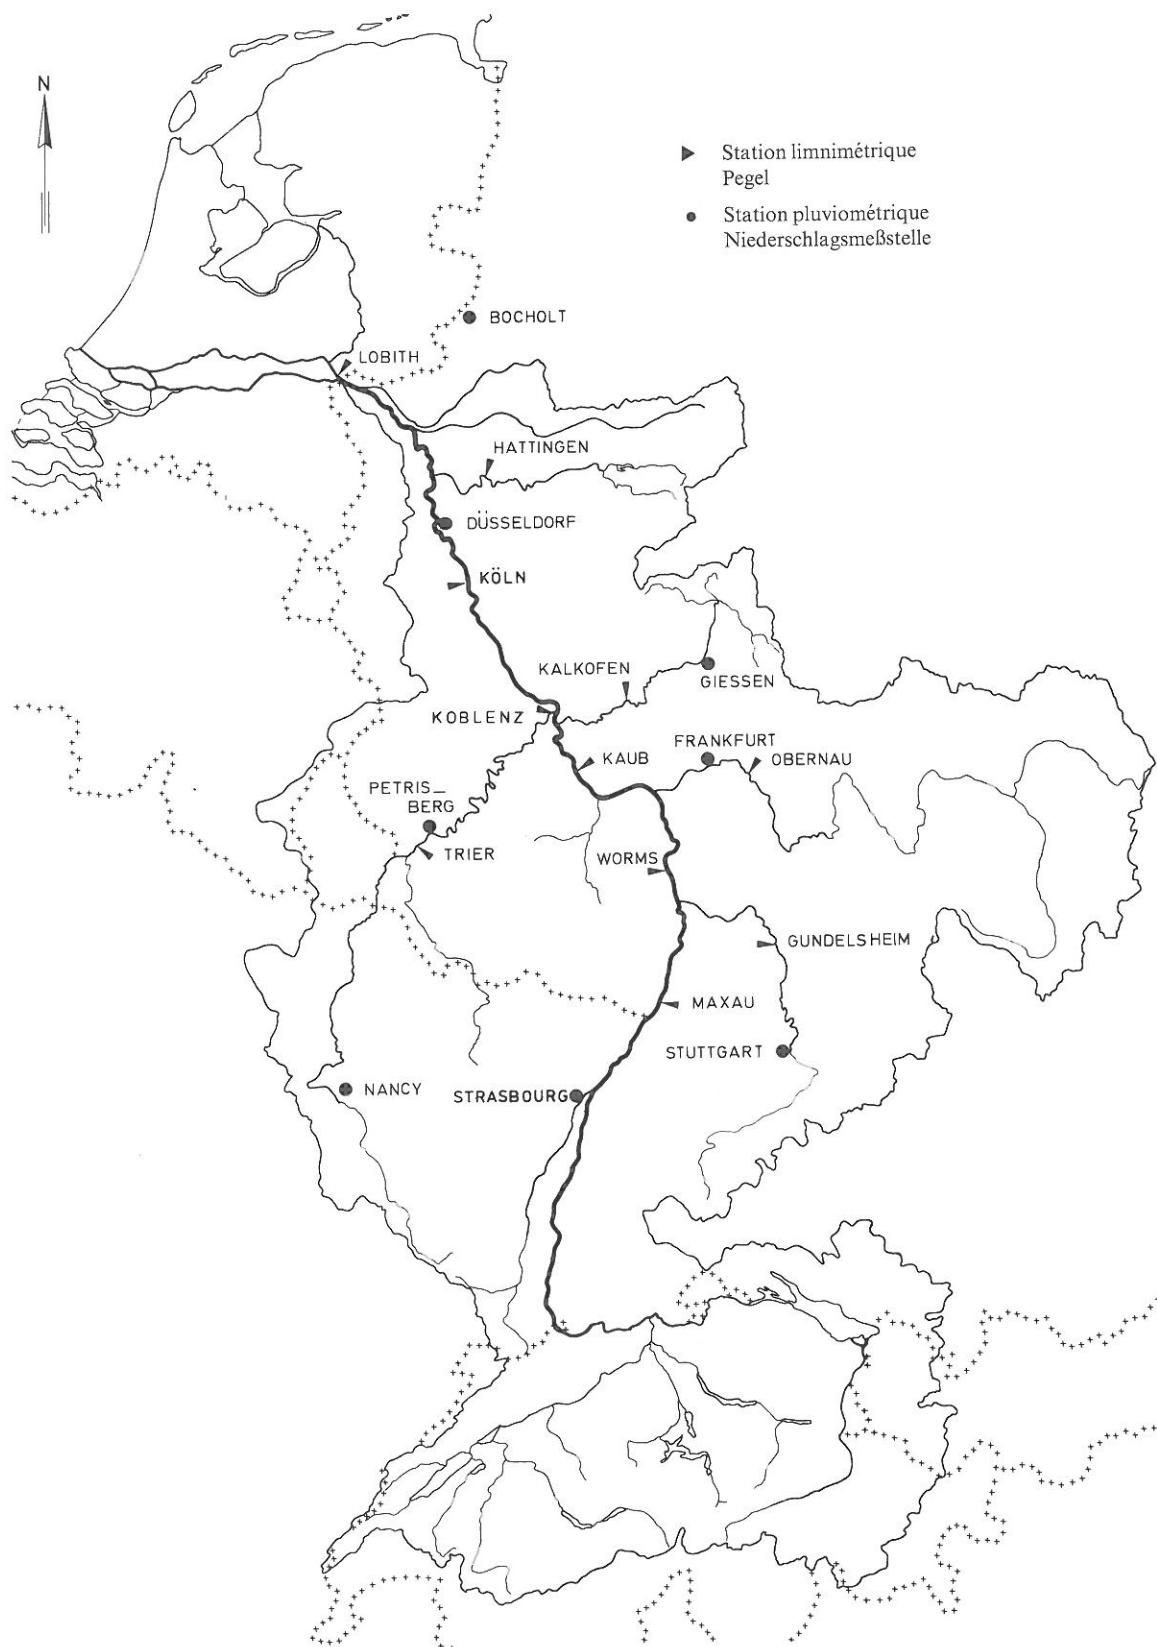 N
Station limnimétrique
Pegel
Station pluviométrique
Niederschlagsmeßstelle
BOCHOLT
LOBITH
HATTINGEN
DÜSSELDORF
KÖLN
KALKOFEN
GIESSEN
KOBLENZ
FRANKFURT
KAUB
OBERNAU
PETRIS_
BERG
TRIER
WORMS
GUNDELSHEIM
MAXAU
STUTTGART
NANCY
STRASBOURG